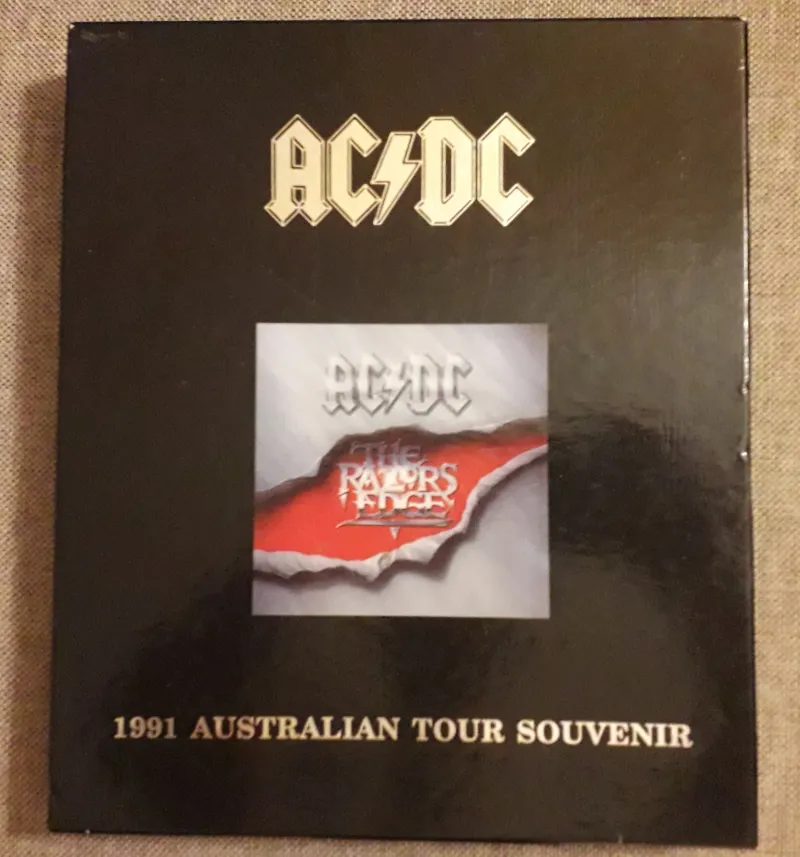 AC⚡DC
AC⚡DC
THE
RAZORS
EDGE
1991 AUSTRALIAN TOUR SOUVENIR